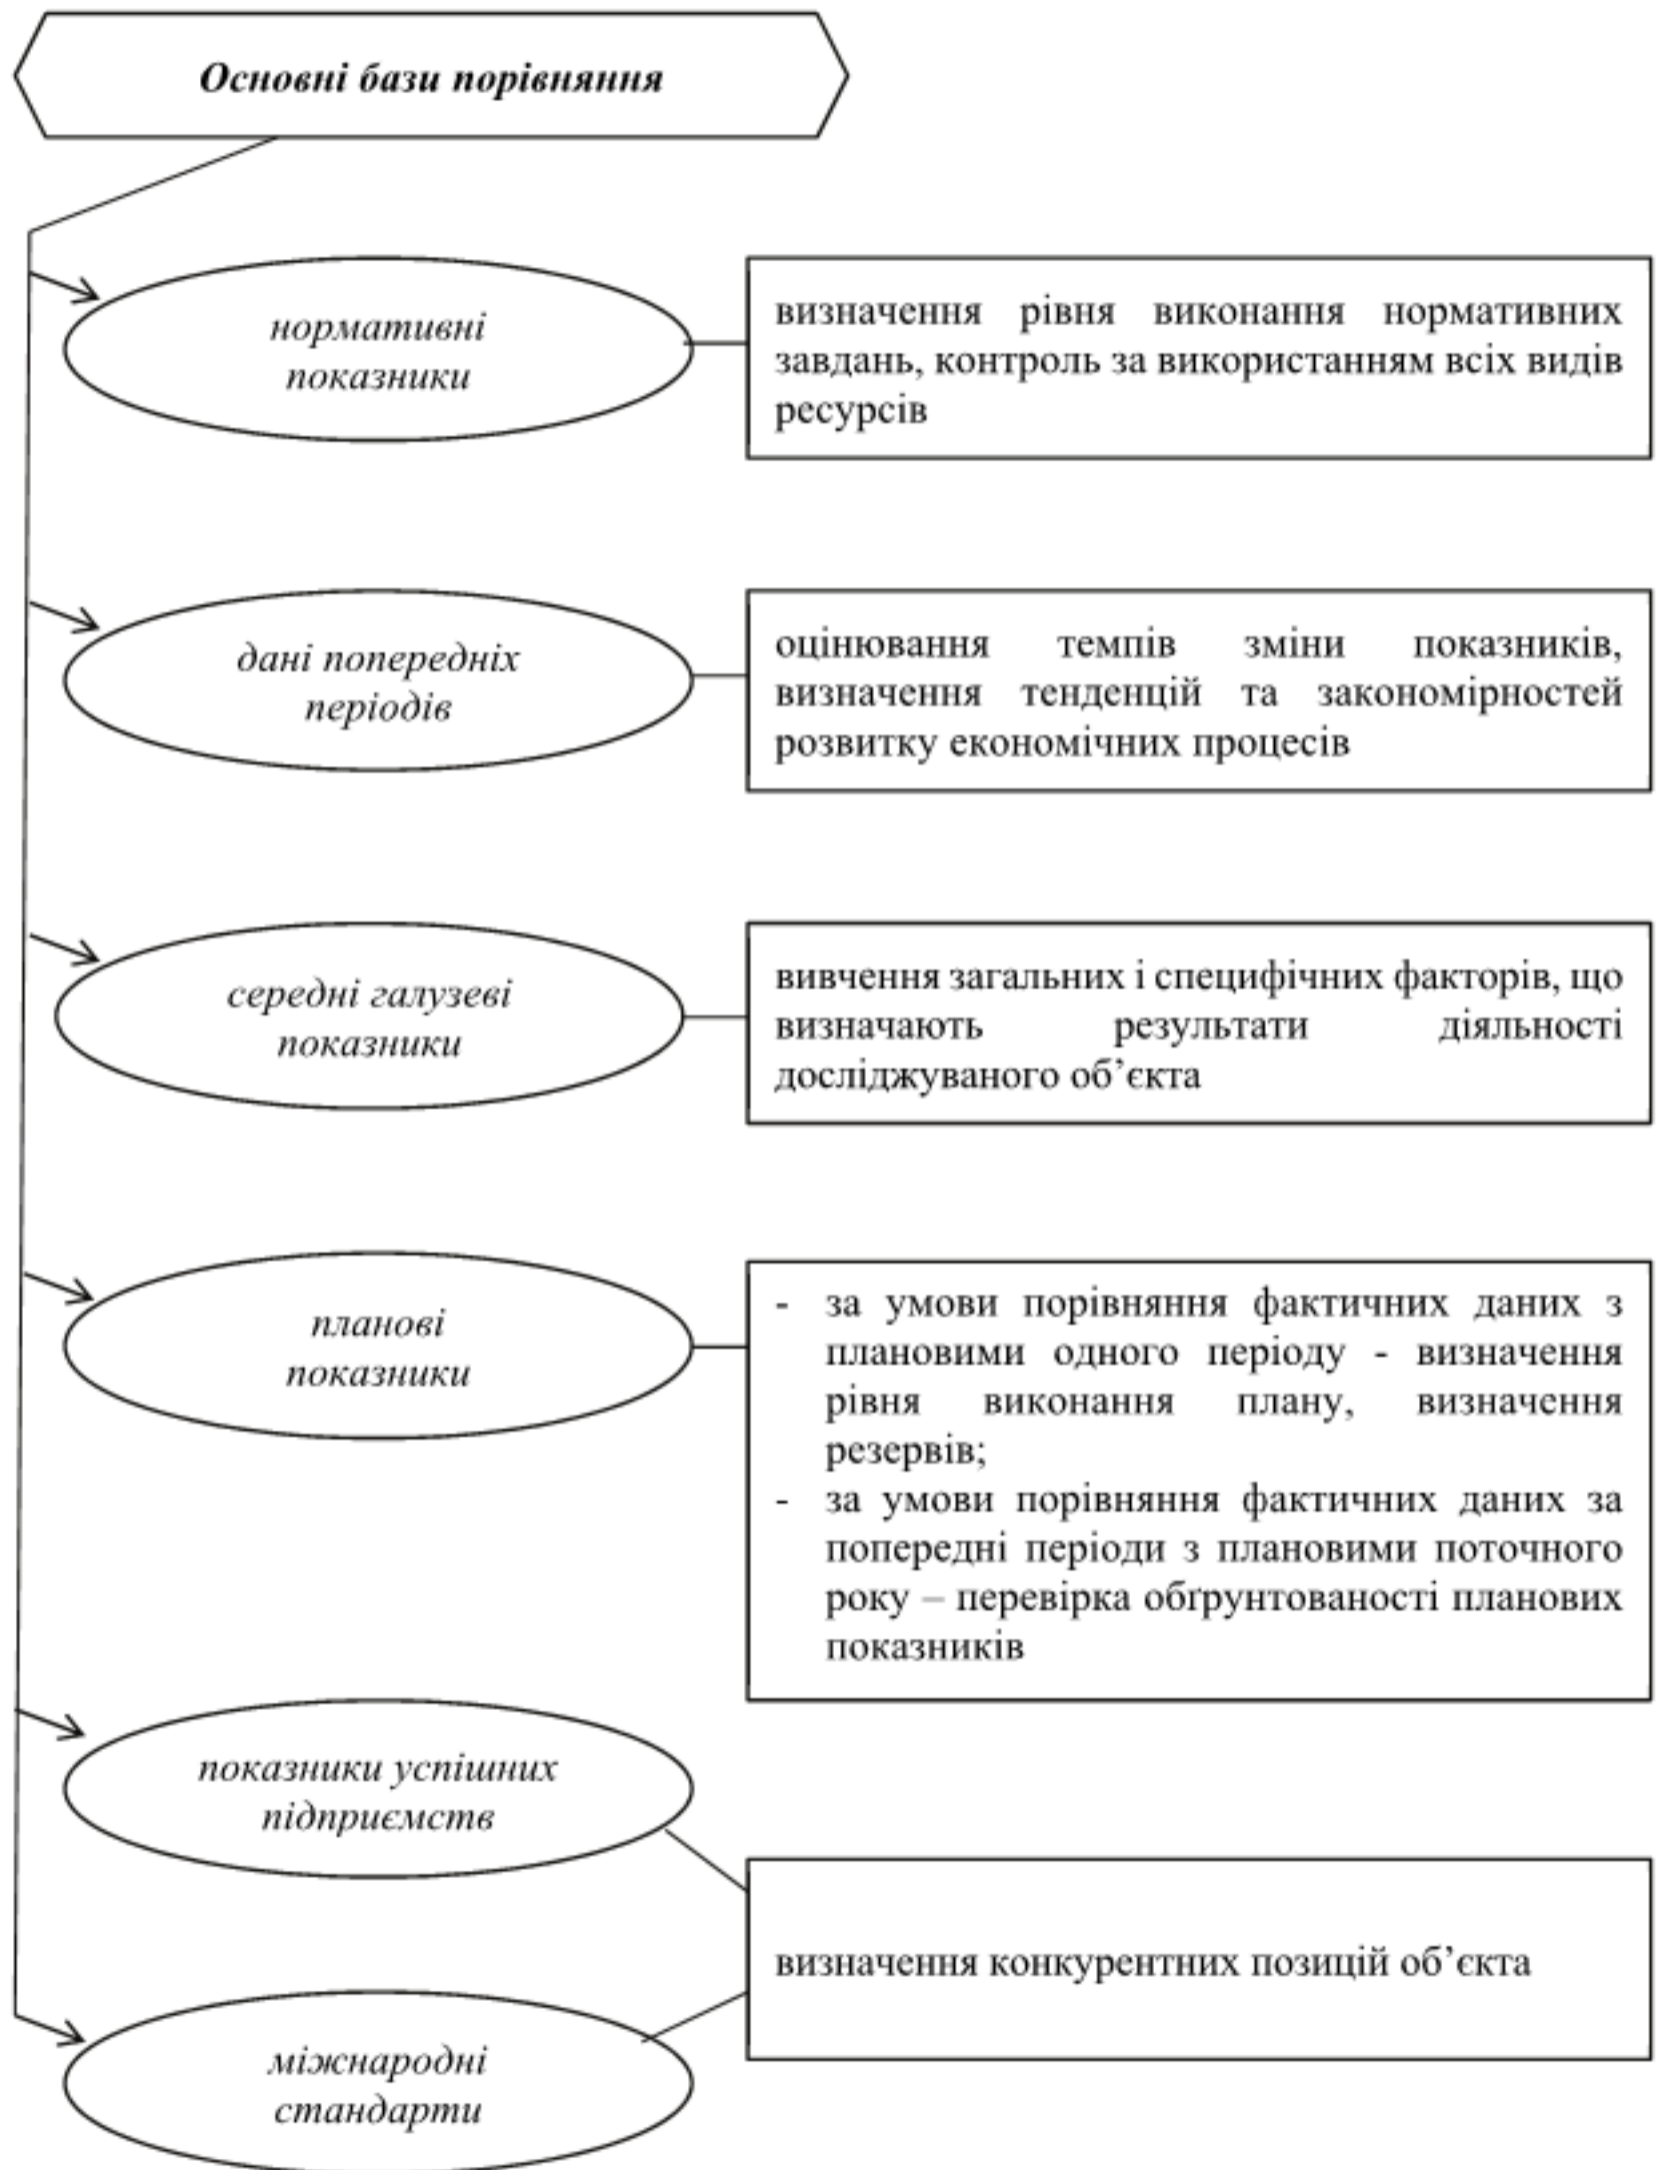 Основні бази порівняння
нормативні
показники
визначення рівня виконання нормативних
завдань, контроль за використанням всіх видів
ресурсів
дані попередніх
періодів
оцінювання темпів зміни показників,
визначення тенденцій та закономірностей
розвитку економічних процесів
середні галузеві
показники
вивчення загальних і специфічних факторів, що
визначають результати діяльності
досліджуваного об’єкта
планові
показники
- за умови порівняння фактичних даних з
плановими одного періоду - визначення
рівня виконання плану, визначення
резервів;
- за умови порівняння фактичних даних за
попередні періоди з плановими поточного
року – перевірка обґрунтованості планових
показників
показники успішних
підприємств
визначення конкурентних позицій об’єкта
міжнародні
стандарти